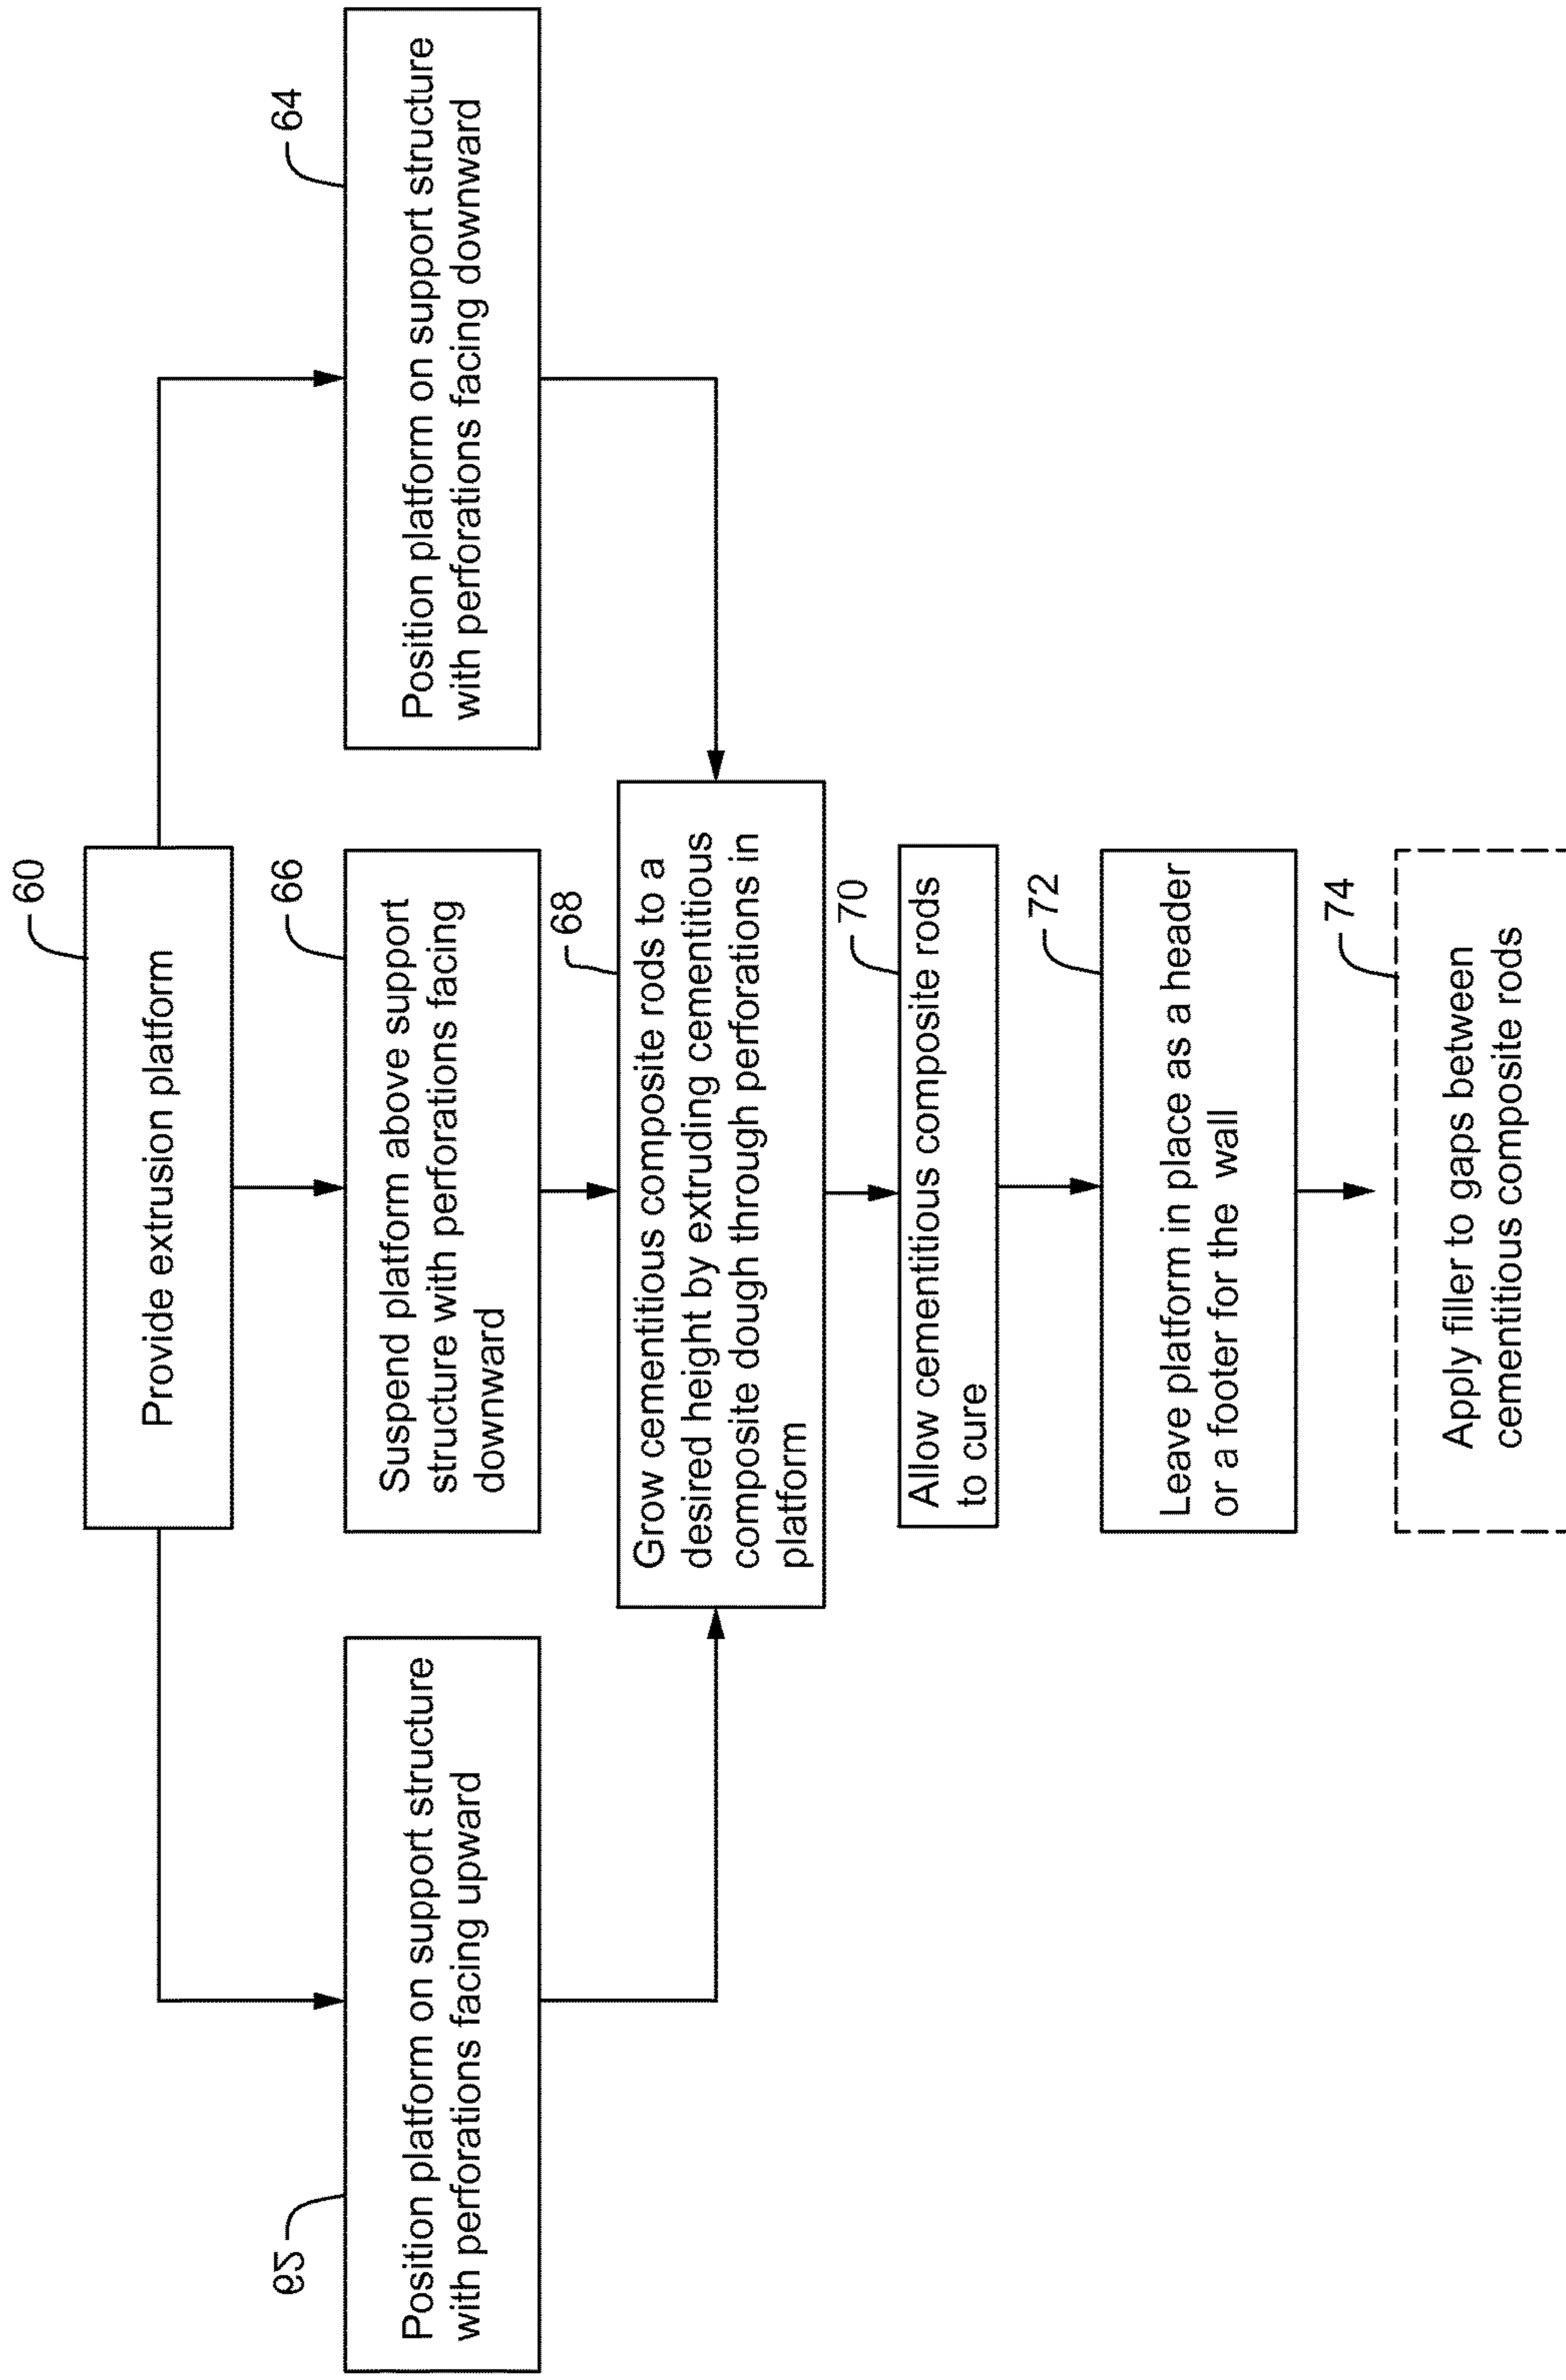 60
Provide extrusion platform
62
Position platform on support structure
with perforations facing upward
66
Suspend platform above support
structure with perforations facing
downward
64
Position platform on support structure
with perforations facing downward
68
Grow cementitious composite rods to a
desired height by extruding cementitious
composite dough through perforations in
platform
70
Allow cementitious composite rods
to cure
72
Leave platform in place as a header
or a footer for the wall
74
Apply filler to gaps between
cementitious composite rods